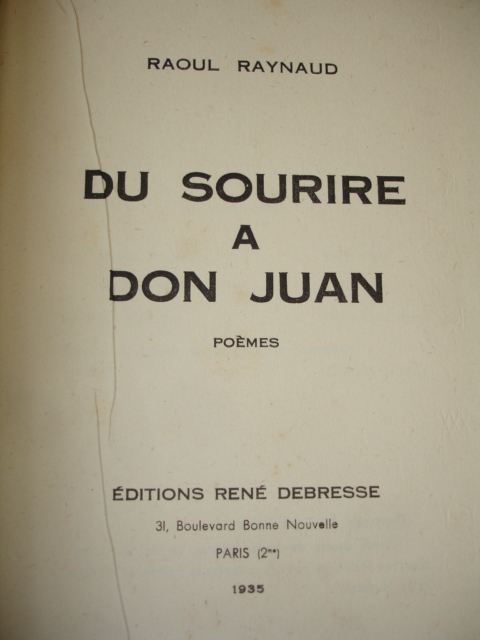 RAOUL RAYNAUD
DU SOURIRE
A
DON JUAN
POÈMES
ÉDITIONS RENÉ DEBRESSE
31, Boulevard Bonne Nouvelle
PARIS (2me)
1935